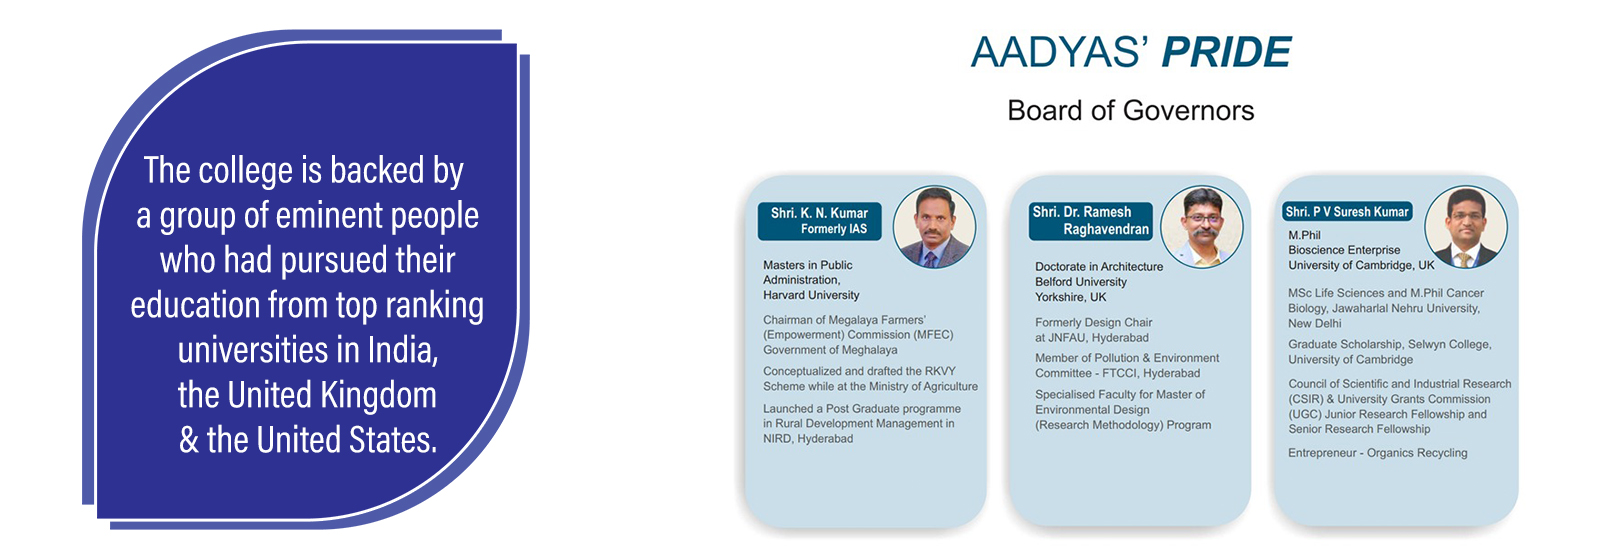 The college is backed by
a group of eminent people
who had pursued their
education from top ranking
universities in India,
the United Kingdom
& the United States.
AADYAS’ PRIDE
Board of Governors
Shri. K. N. Kumar
Formerly IAS
Masters in Public
Administration,
Harvard University
Chairman of Megalaya Farmers’
(Empowerment) Commission (MFEC)
Government of Meghalaya
Conceptualized and drafted the RKVY
Scheme while at the Ministry of Agriculture
Launched a Post Graduate programme
in Rural Development Management in
NIRD, Hyderabad
Shri. Dr. Ramesh
Raghavendran
Doctorate in Architecture
Belford University
Yorkshire, UK
Formerly Design Chair
at JNFAU, Hyderabad
Member of Pollution & Environment
Committee - FTCCI, Hyderabad
Specialised Faculty for Master of
Environmental Design
(Research Methodology) Program
Shri. P V Suresh Kumar
M.Phil
Bioscience Enterprise
University of Cambridge, UK
MSc Life Sciences and M.Phil Cancer
Biology, Jawaharlal Nehru University,
New Delhi
Graduate Scholarship, Selwyn College,
University of Cambridge
Council of Scientific and Industrial Research
(CSIR) & University Grants Commission
(UGC) Junior Research Fellowship and
Senior Research Fellowship
Entrepreneur - Organics Recycling